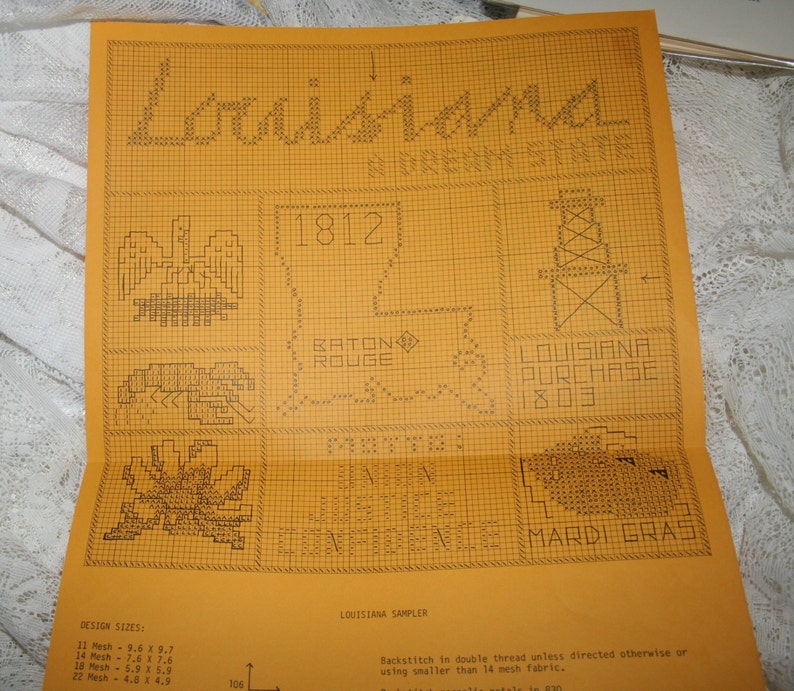 Louisiana
A DREAM STATE
1812
BATON
ROUGE
LOUISIANA
PURCHASE
1803
MOTTO:
UNION
JUSTICE
CONFIDENCE
MARDI GRAS
LOUISIANA SAMPLER
DESIGN SIZES:
11 Mesh - 9.6 X 9.7
14 Mesh - 7.6 X 7.6
18 Mesh - 5.9 X 5.9
22 Mesh - 4.8 X 4.9
106
Backstitch in double thread unless directed otherwise or
using smaller than 14 mesh fabric.